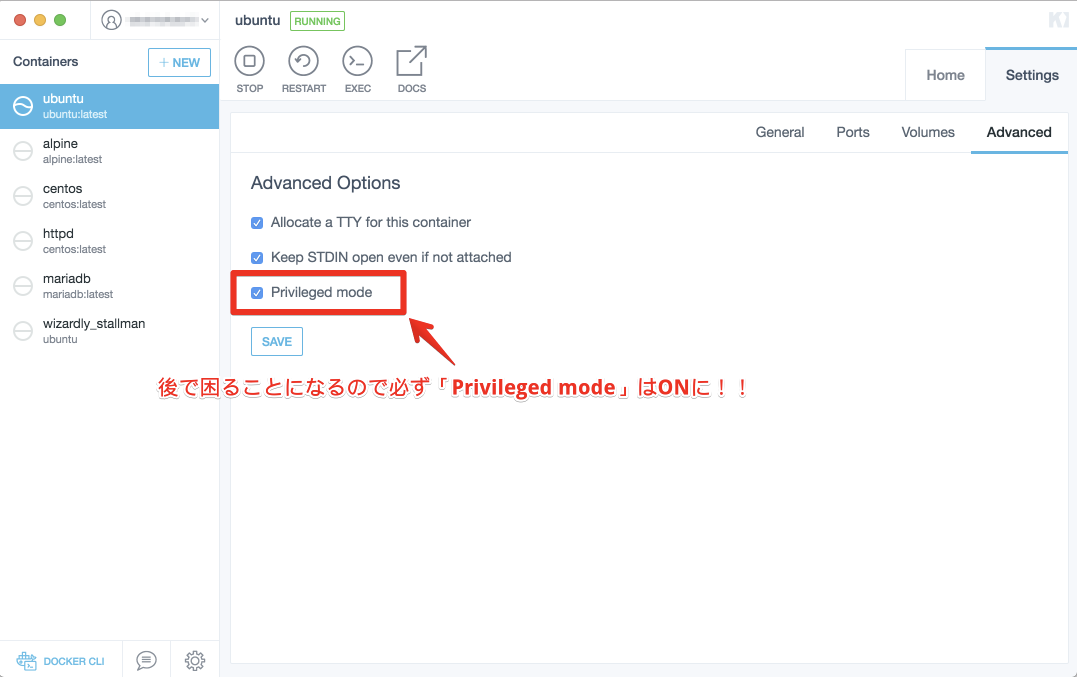 ubuntu RUNNING
Containers
+ NEW
STOP RESTART EXEC DOCS
Home Settings
ubuntu
ubuntu:latest
alpine
alpine:latest
centos
centos:latest
httpd
centos:latest
mariadb
mariadb:latest
wizardly_stallman
ubuntu
General Ports Volumes Advanced
Advanced Options
Allocate a TTY for this container
Keep STDIN open even if not attached
Privileged mode
SAVE
後で困ることになるので必ず「Privileged mode」はONに！！
DOCKER CLI